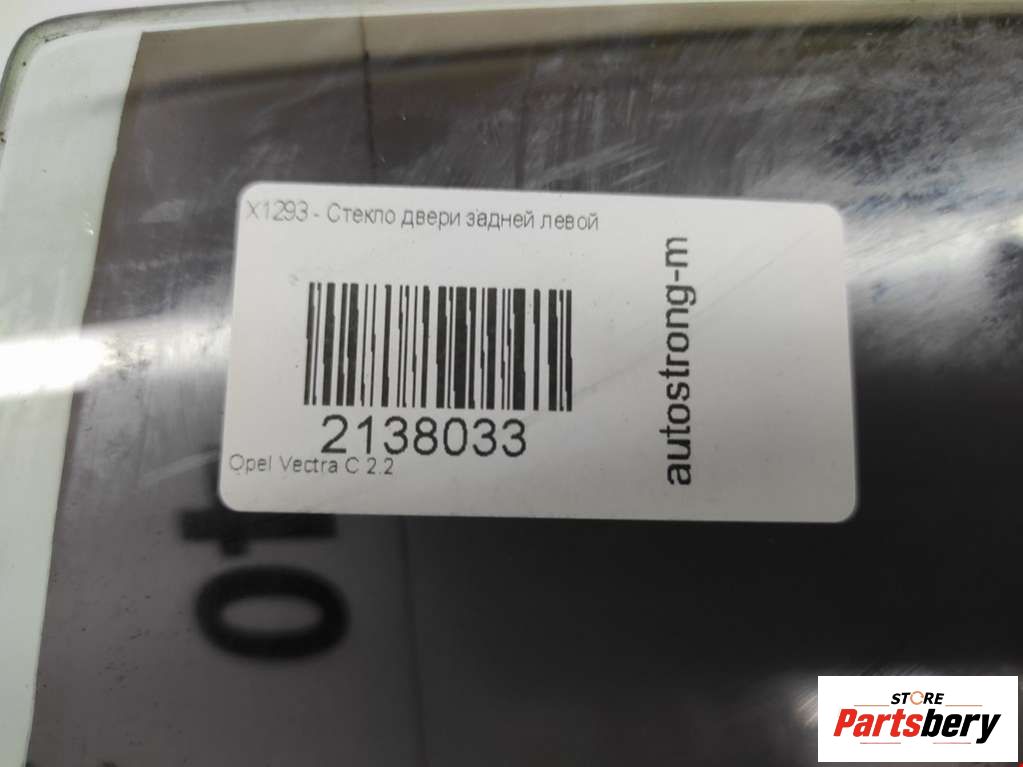 X1293 - Стекло двери задней левой
autostrong-m
2138033
Opel Vectra C 2.2
STORE
Partsbery